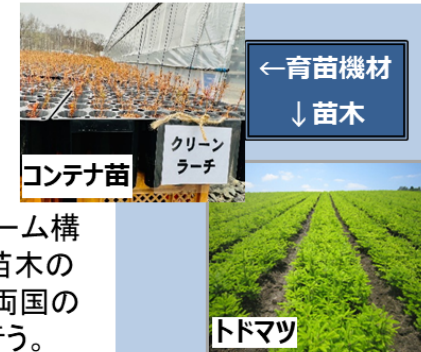 ←育苗機材
↓苗木
クリーン
ラーチ
コンテナ苗
ーム構
苗木の
両国の
う。
トドマツ